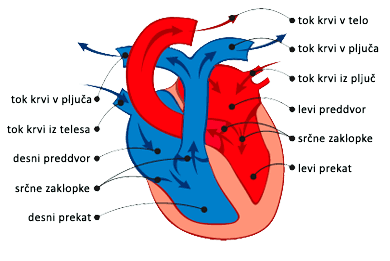 tok krvi v telo
tok krvi v pljuča
tok krvi iz pljuč
levi preddvor
srčne zaklopke
levi prekat
tok krvi v pljuča
tok krvi iz telesa
desni preddvor
srčne zaklopke
desni prekat